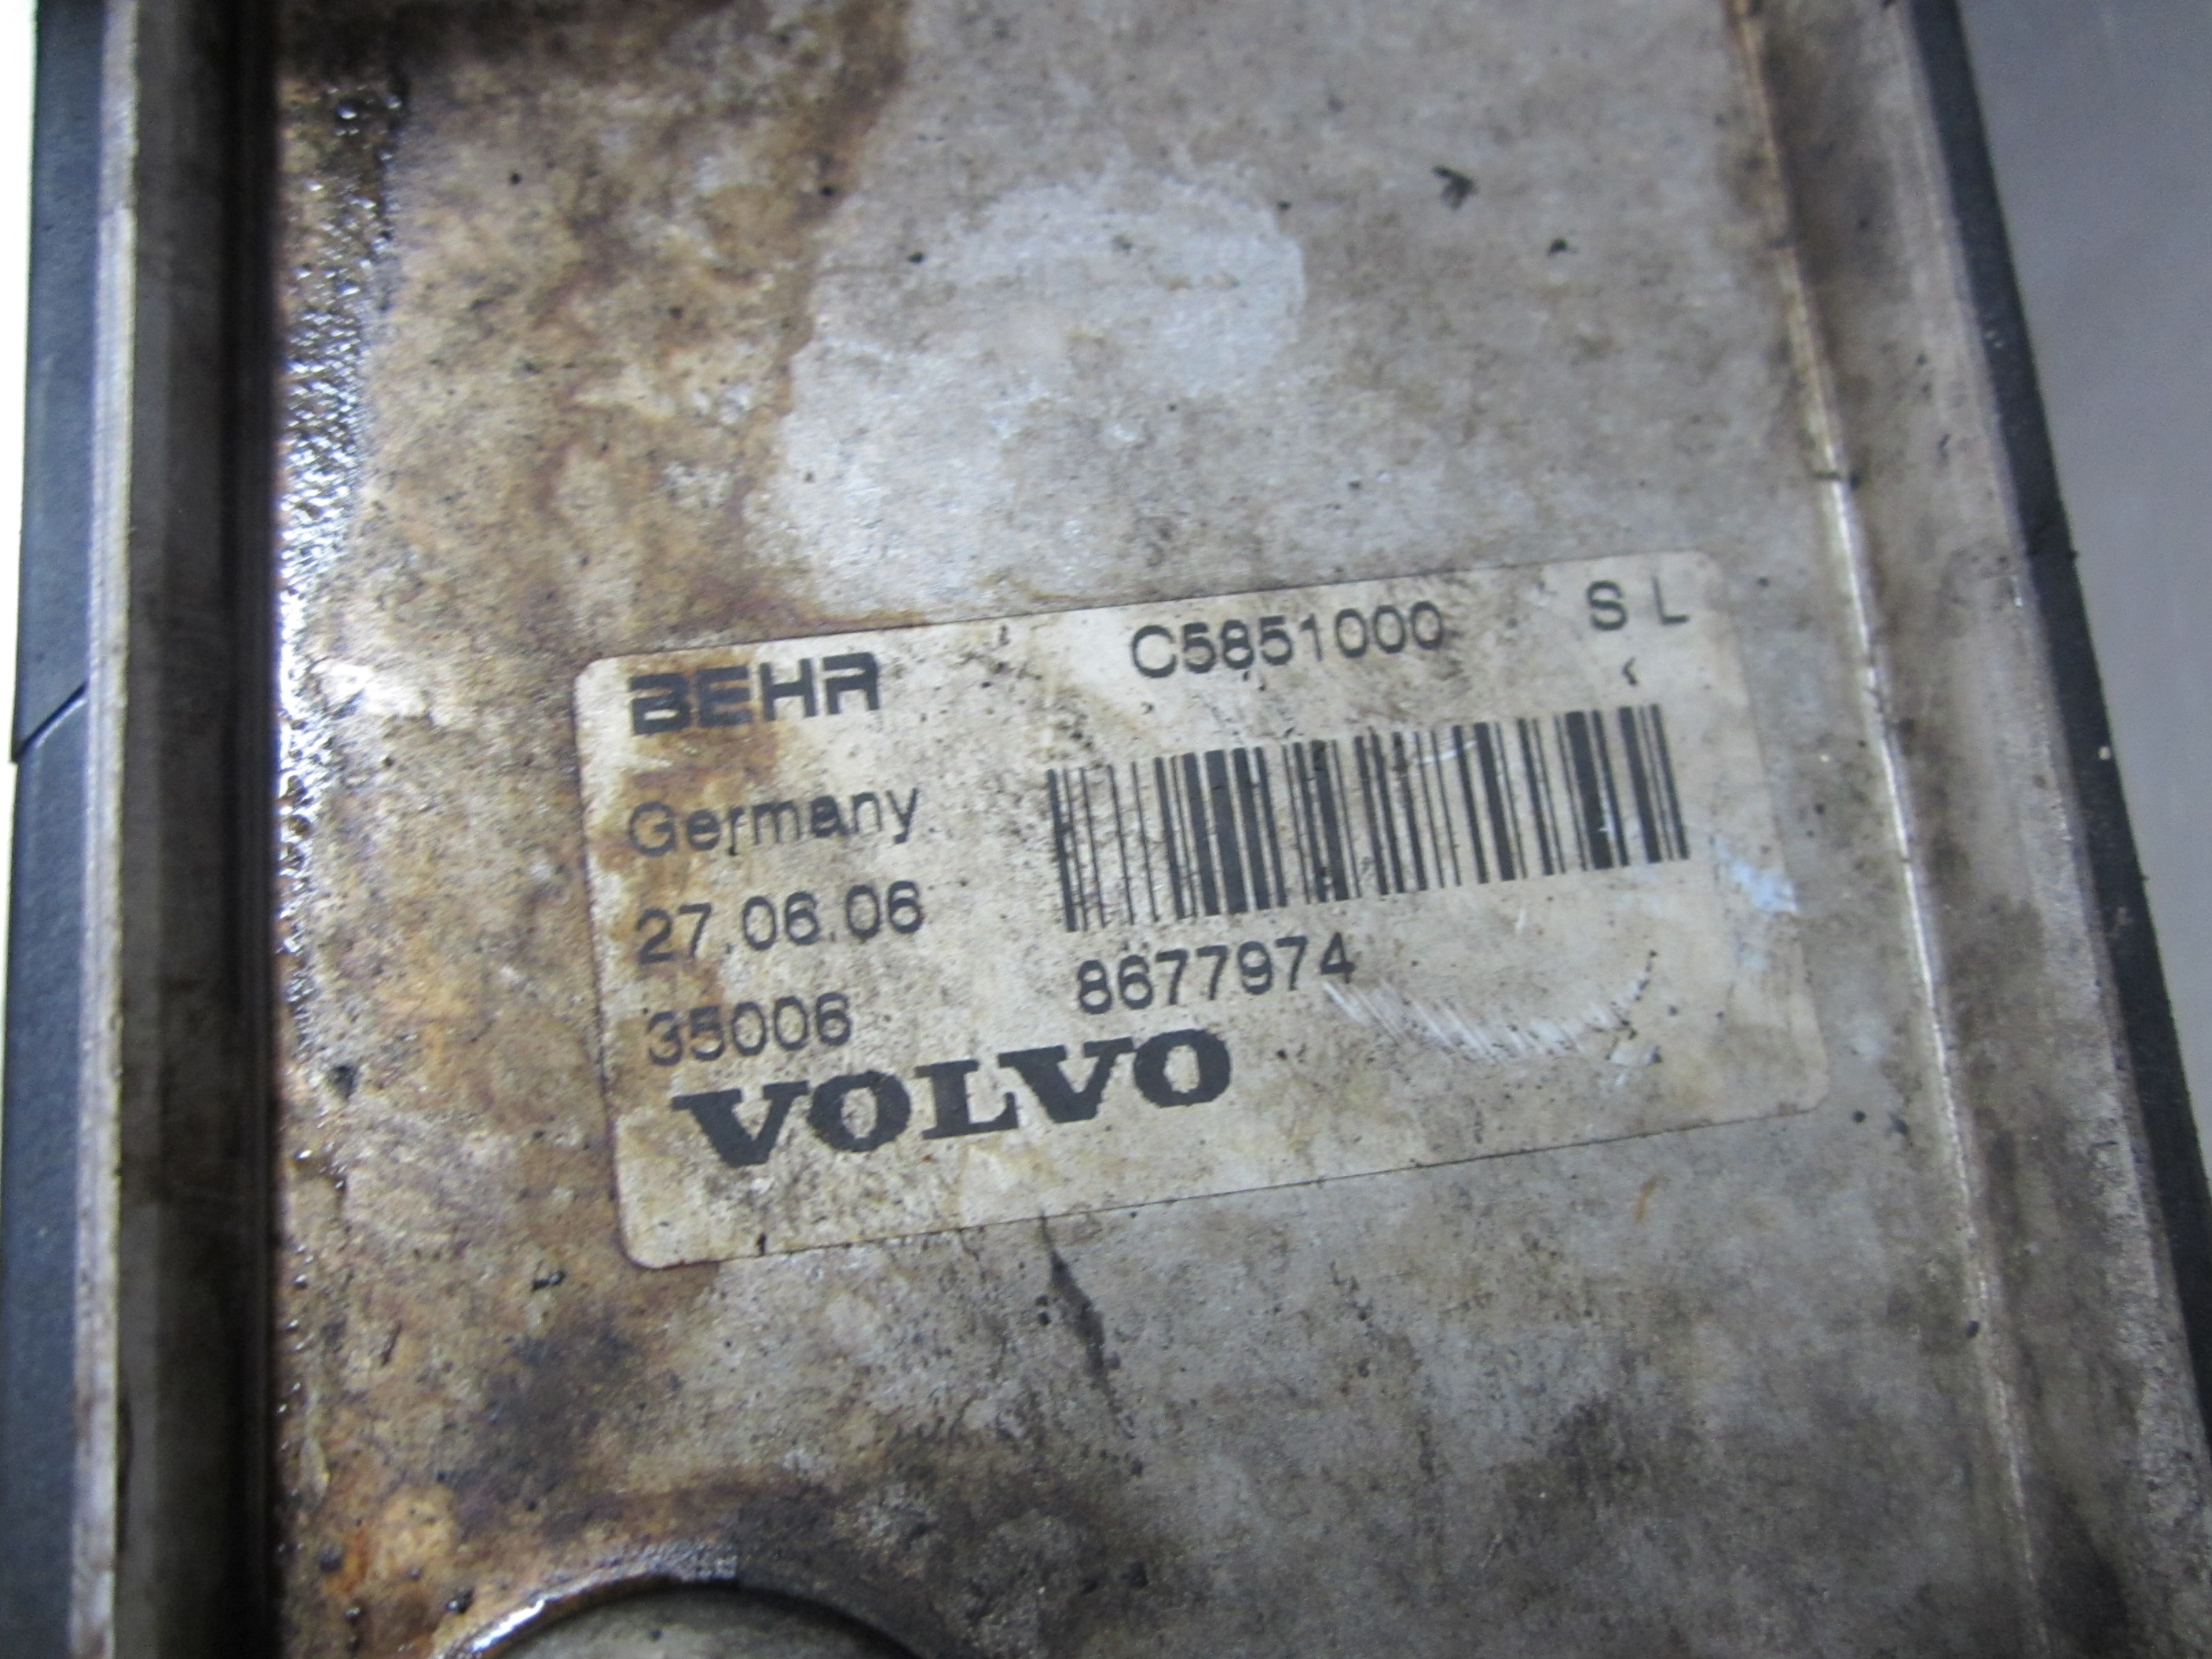 BEHR C5851000 S L
Germany
27.06.06
35006 8677974
VOLVO